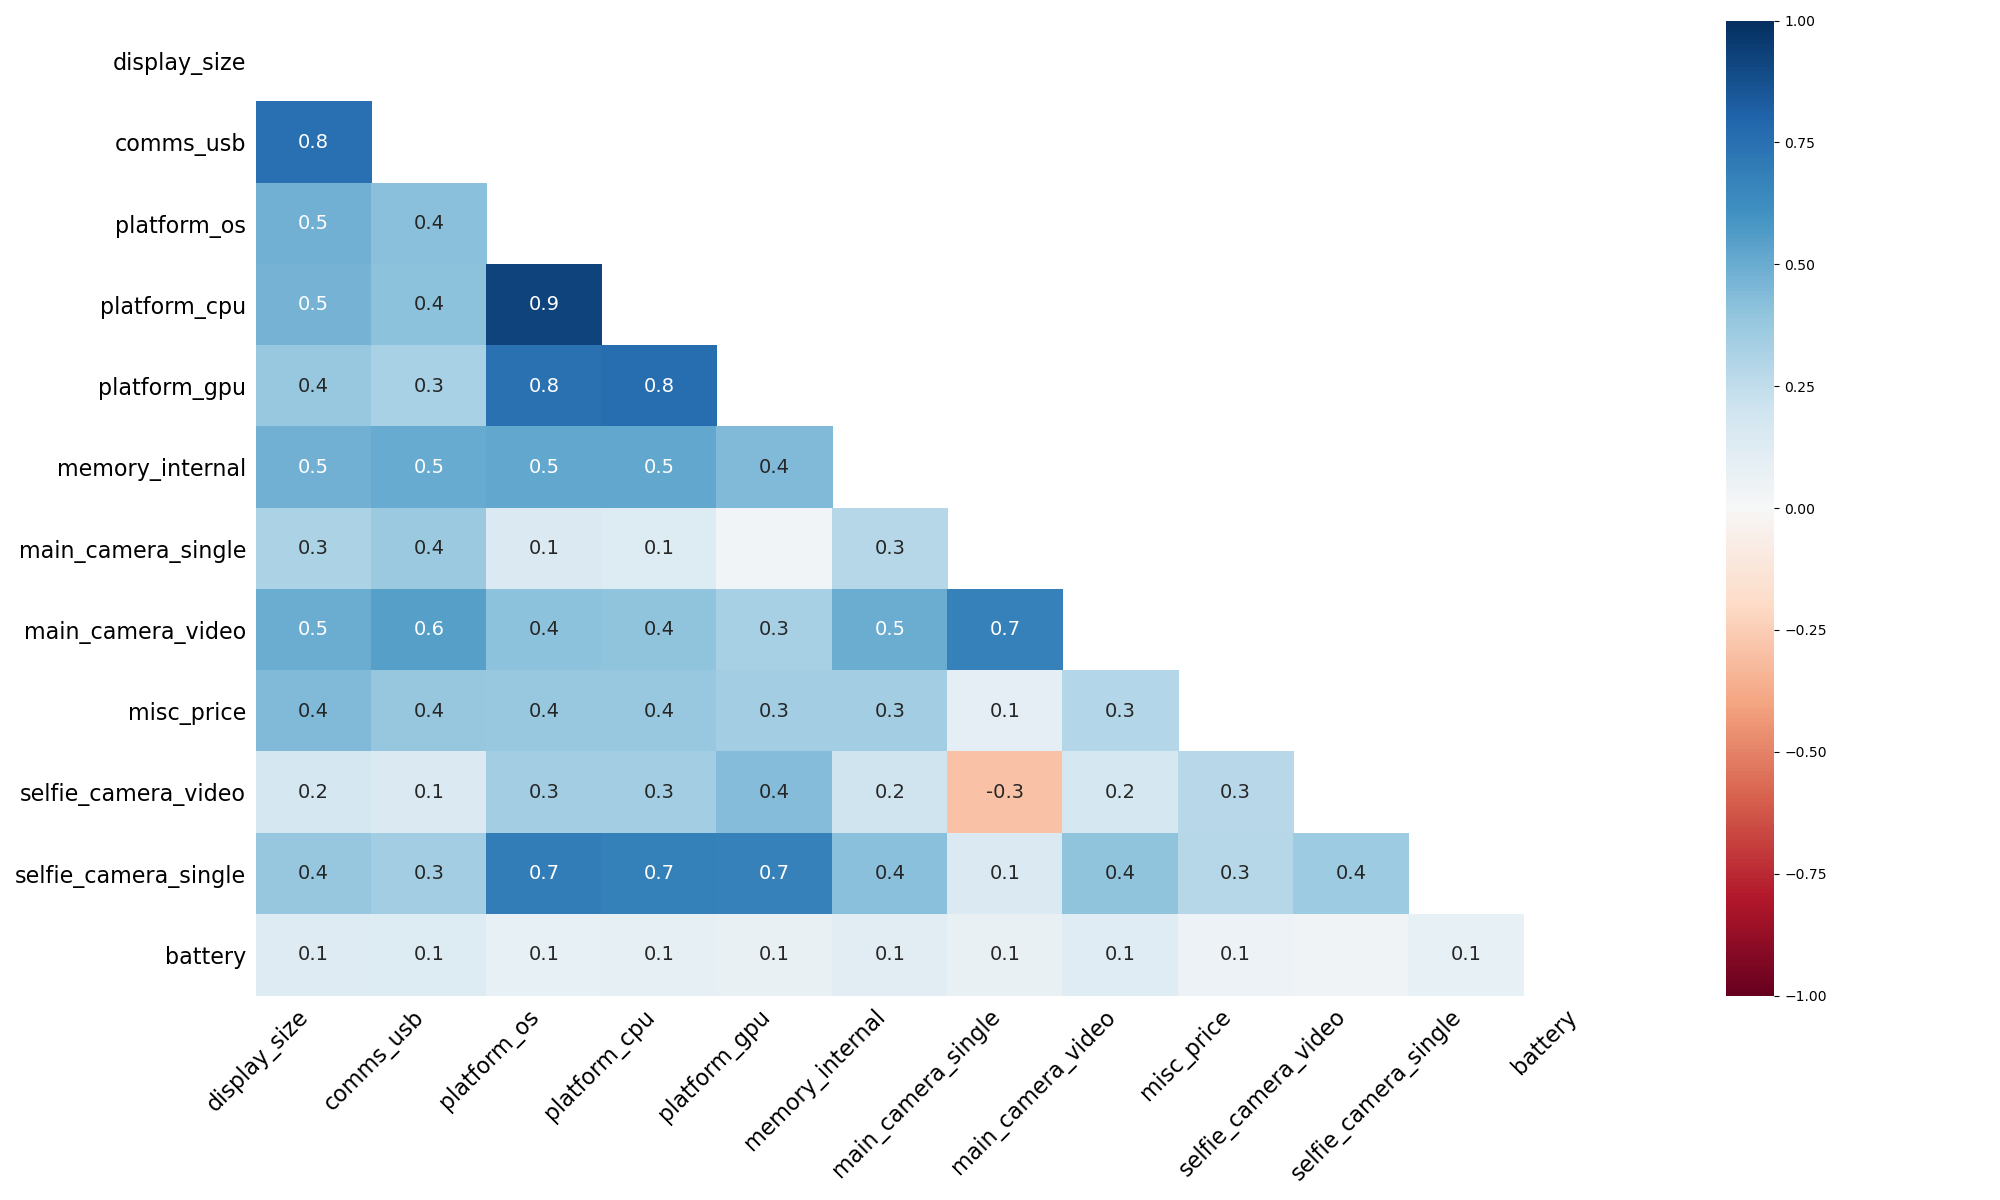 display_size
comms_usb 0.8
platform_os 0.5 0.4
platform_cpu 0.5 0.4 0.9
platform_gpu 0.4 0.3 0.8 0.8
memory_internal 0.5 0.5 0.5 0.5 0.4
main_camera_single 0.3 0.4 0.1 0.1 0.3
main_camera_video 0.5 0.6 0.4 0.4 0.3 0.5 0.7
misc_price 0.4 0.4 0.4 0.4 0.3 0.3 0.1 0.3
selfie_camera_video 0.2 0.1 0.3 0.3 0.4 0.2 -0.3 0.2 0.3
selfie_camera_single 0.4 0.3 0.7 0.7 0.7 0.4 0.1 0.4 0.3 0.4
battery 0.1 0.1 0.1 0.1 0.1 0.1 0.1 0.1 0.1 0.1
display_size
comms_usb
platform_os
platform_cpu
platform_gpu
memory_internal
main_camera_single
main_camera_video
misc_price
selfie_camera_video
selfie_camera_single
battery
1.00
0.75
0.50
0.25
0.00
−0.25
−0.50
−0.75
−1.00